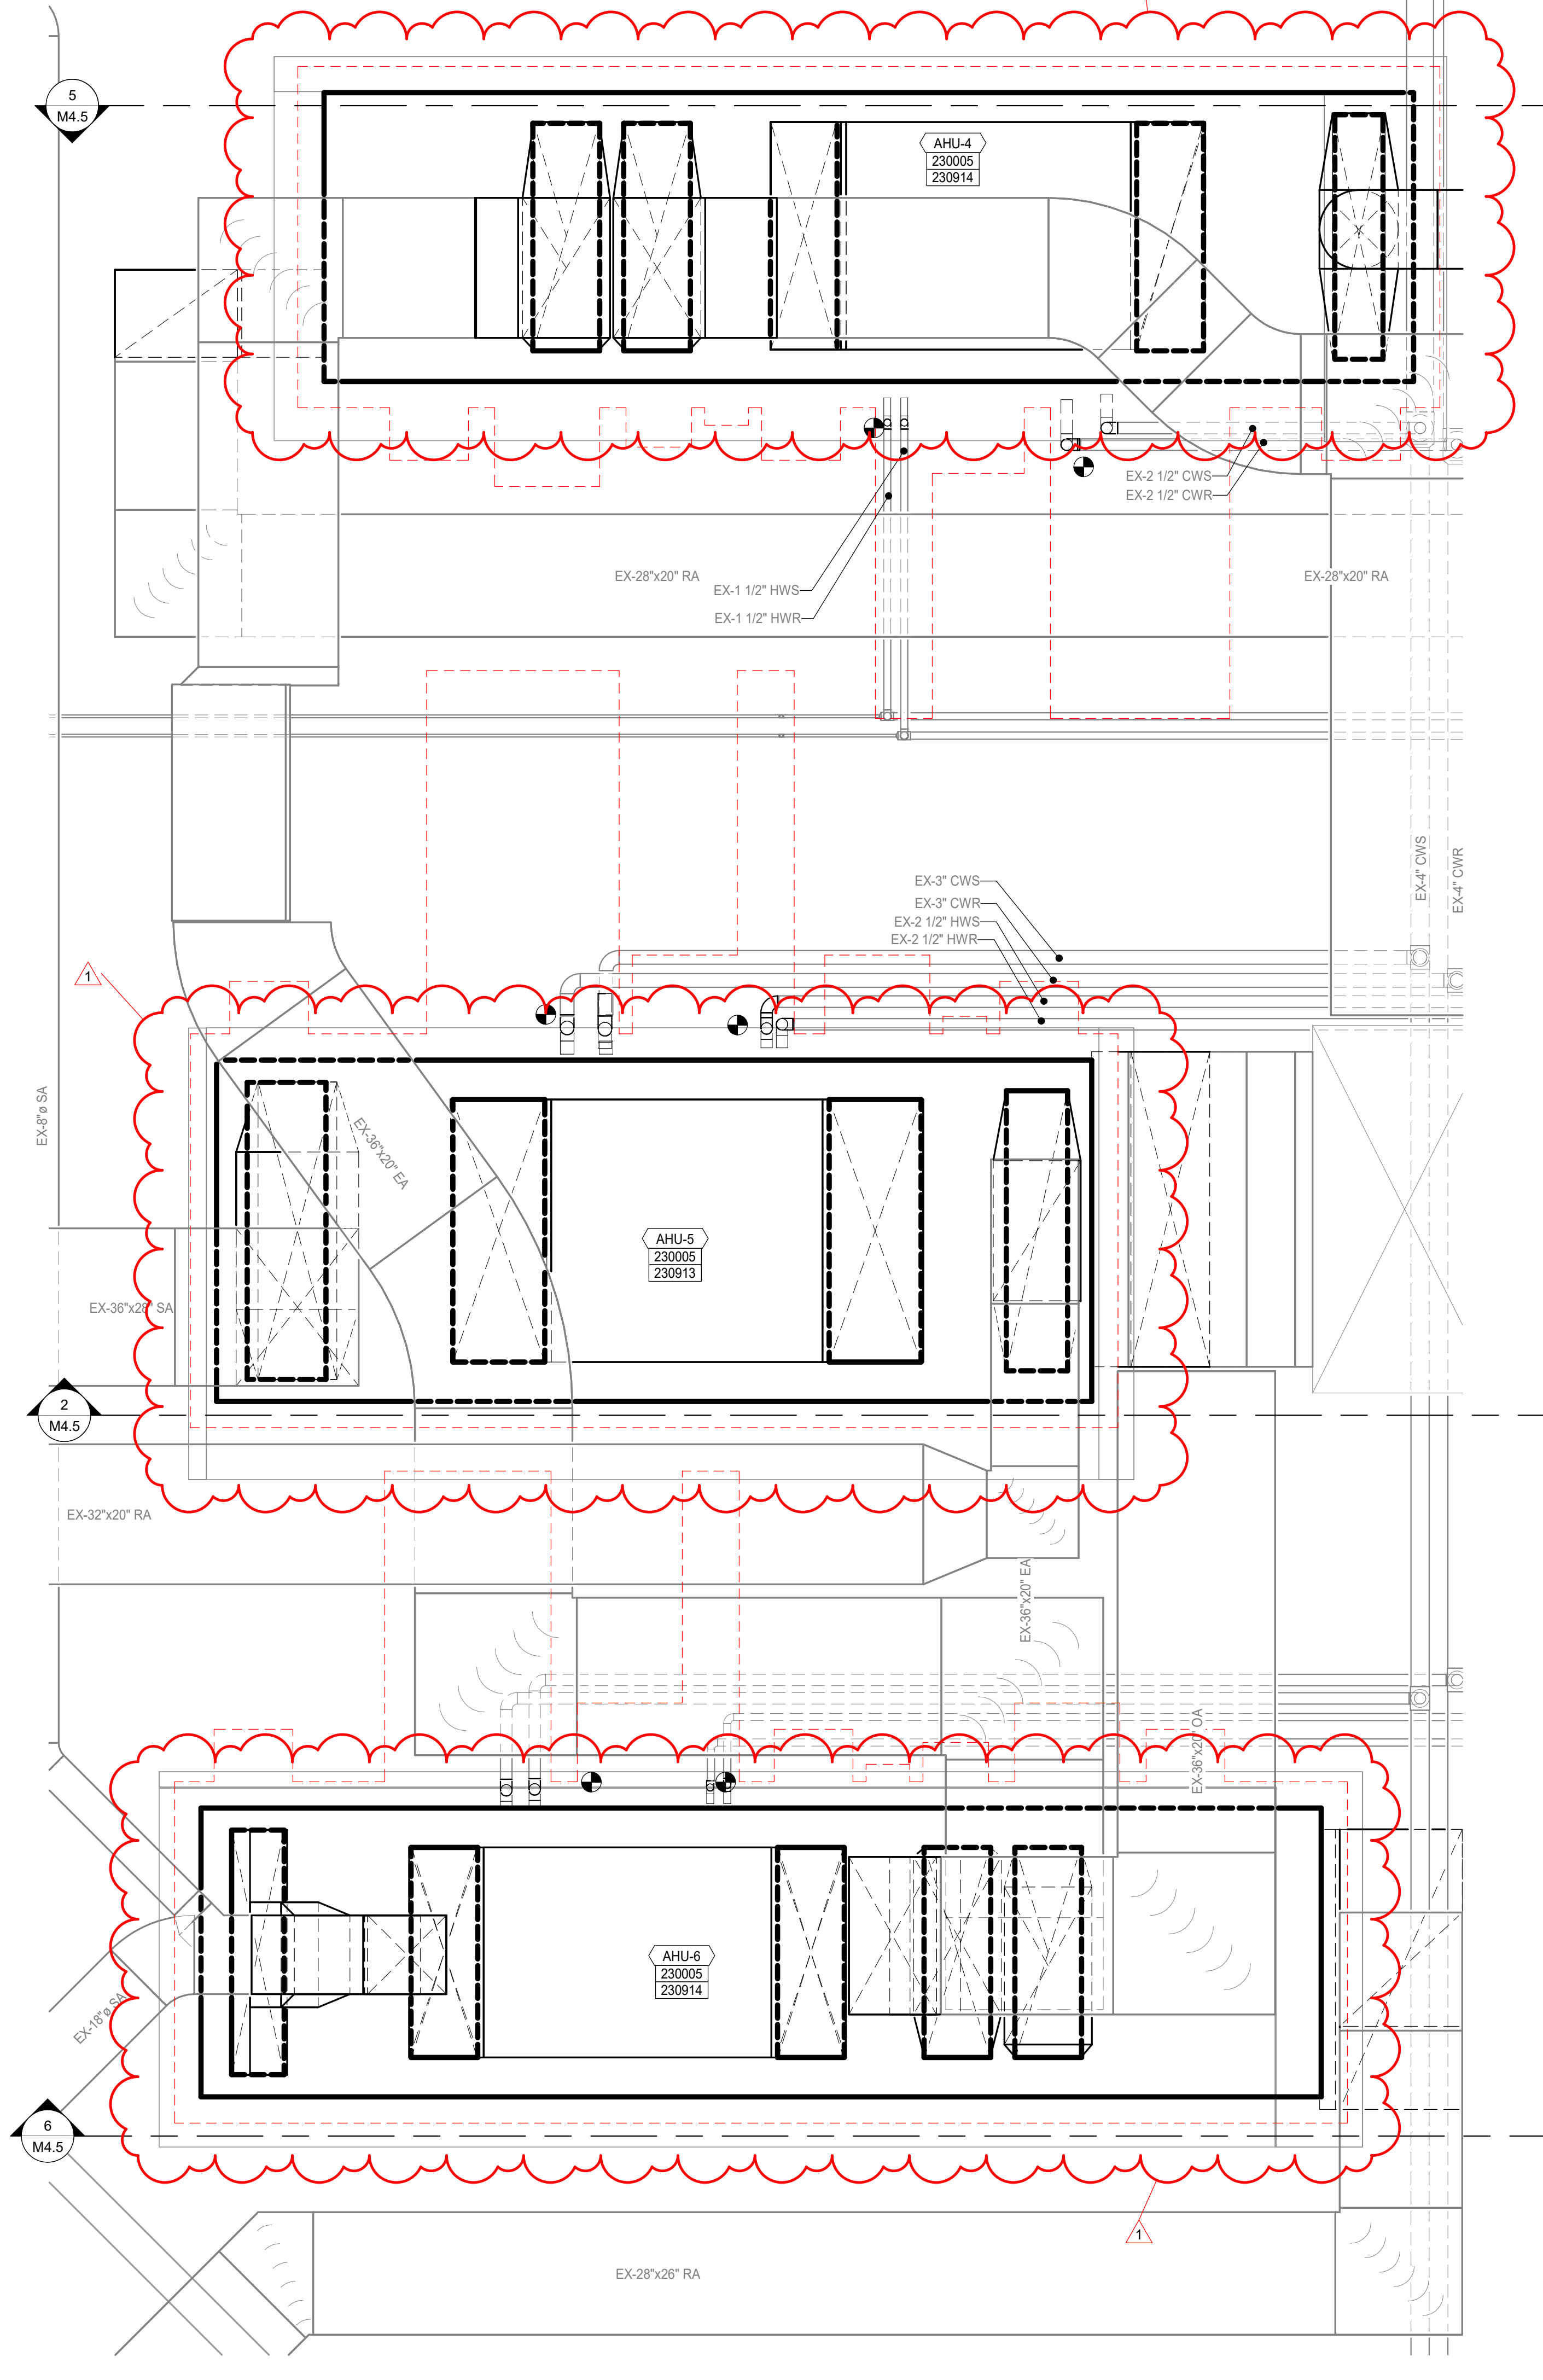 5
M4.5
AHU-4
230005
230914
EX-2 1/2" CWS
EX-2 1/2" CWR
EX-28"x20" RA
EX-28"x20" RA
EX-1 1/2" HWS
EX-1 1/2" HWR
EX-4" CWS
EX-4" CWR
EX-3" CWS
EX-3" CWR
EX-2 1/2" HWS
EX-2 1/2" HWR
1
EX-8"ø SA
EX-36"x20" EA
AHU-5
230005
230913
EX-36"x28" SA
2
M4.5
EX-32"x20" RA
EX-36"x20" EA
EX-36"x20" OA
AHU-6
230005
230914
EX-18"ø SA
6
M4.5
1
EX-28"x26" RA